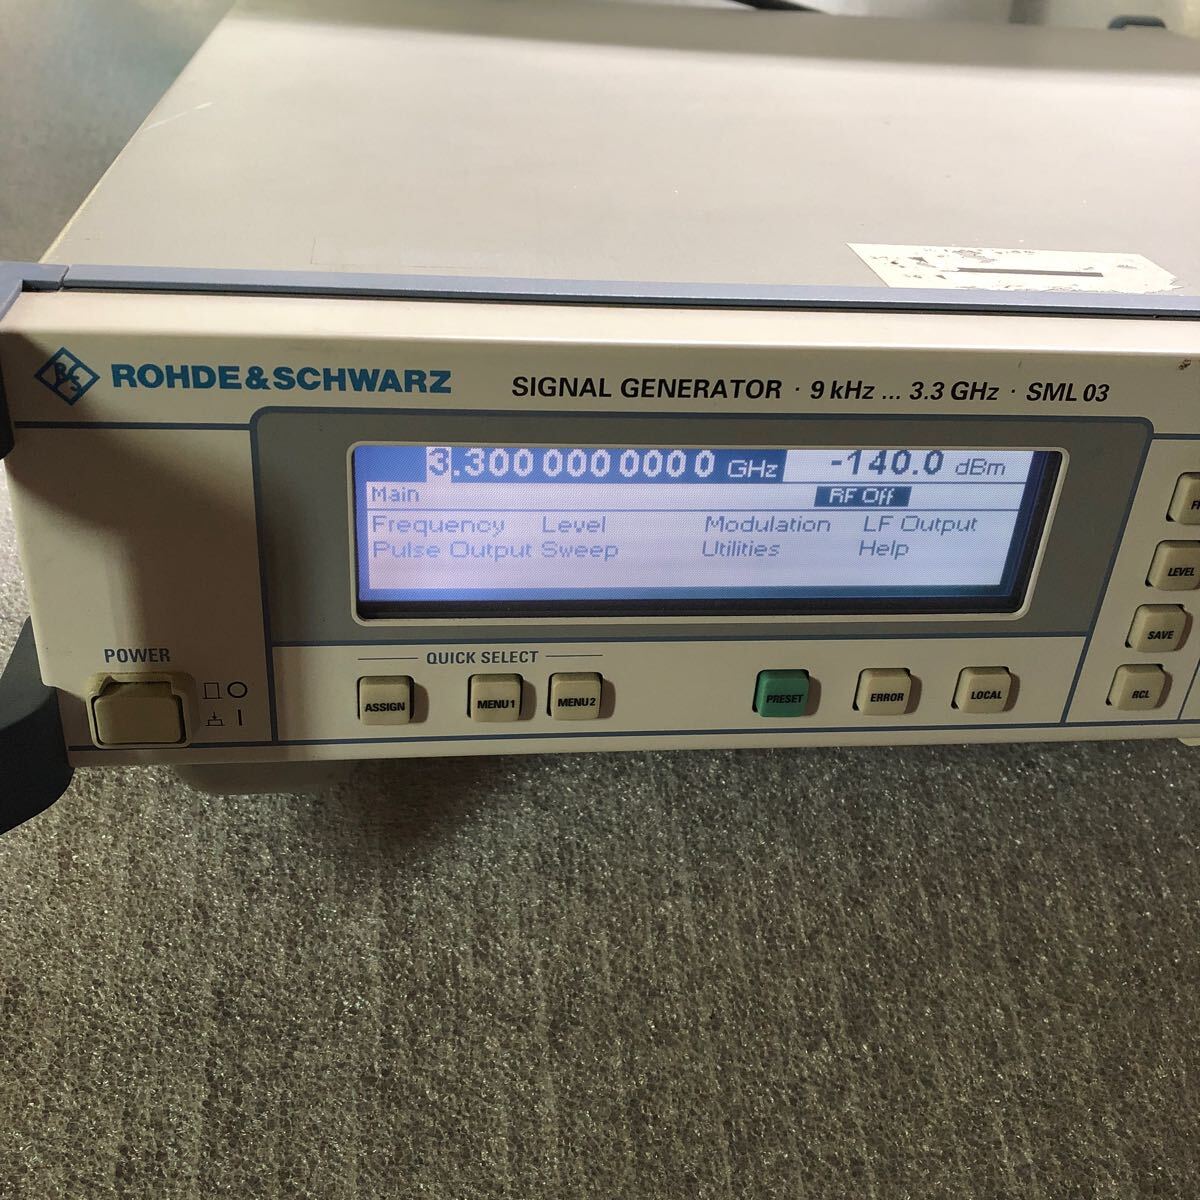 R&S ROHDE&SCHWARZ
SIGNAL GENERATOR · 9 kHz ... 3.3 GHz · SML 03
3.300 000 000 0 GHz -140.0 dBm
Main RF Off
Frequency Level Modulation LF Output
Pulse Output Sweep Utilities Help
LEVEL
SAVE
RCL
POWER
QUICK SELECT
ASSIGN MENU1 MENU2 PRESET ERROR LOCAL